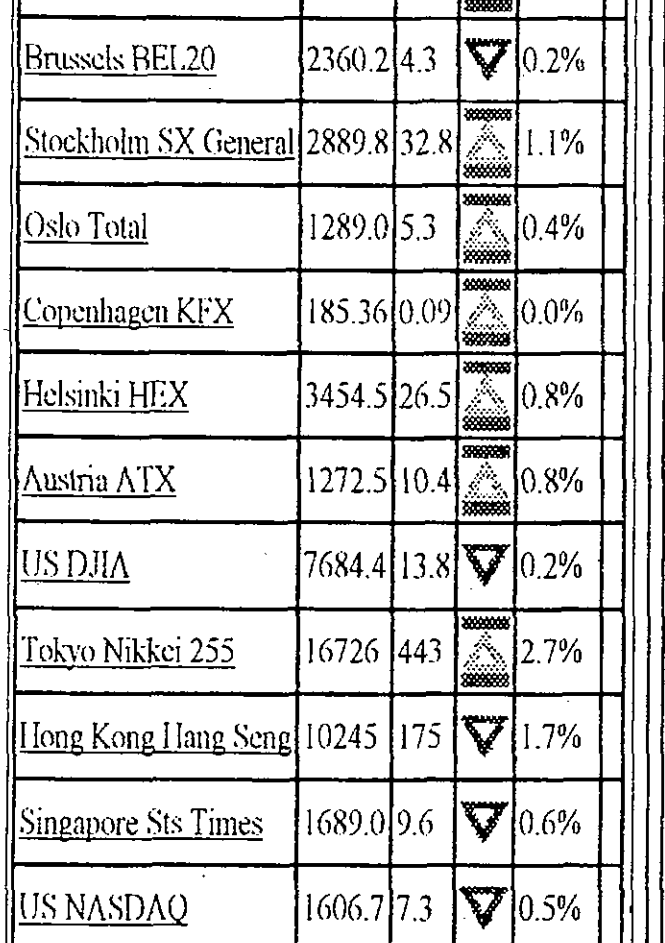 Brussels BEL20 2360.2 4.3 0.2%
Stockholm SX General 2889.8 32.8 1.1%
Oslo Total 1289.0 5.3 0.4%
Copenhagen KFX 185.36 0.09 0.0%
Helsinki HEX 3454.5 26.5 0.8%
Austria ATX 1272.5 10.4 0.8%
US DJIA 7684.4 13.8 0.2%
Tokyo Nikkei 255 16726 443 2.7%
Hong Kong Hang Seng 10245 175 1.7%
Singapore Sts Times 1689.0 9.6 0.6%
US NASDAQ 1606.7 7.3 0.5%